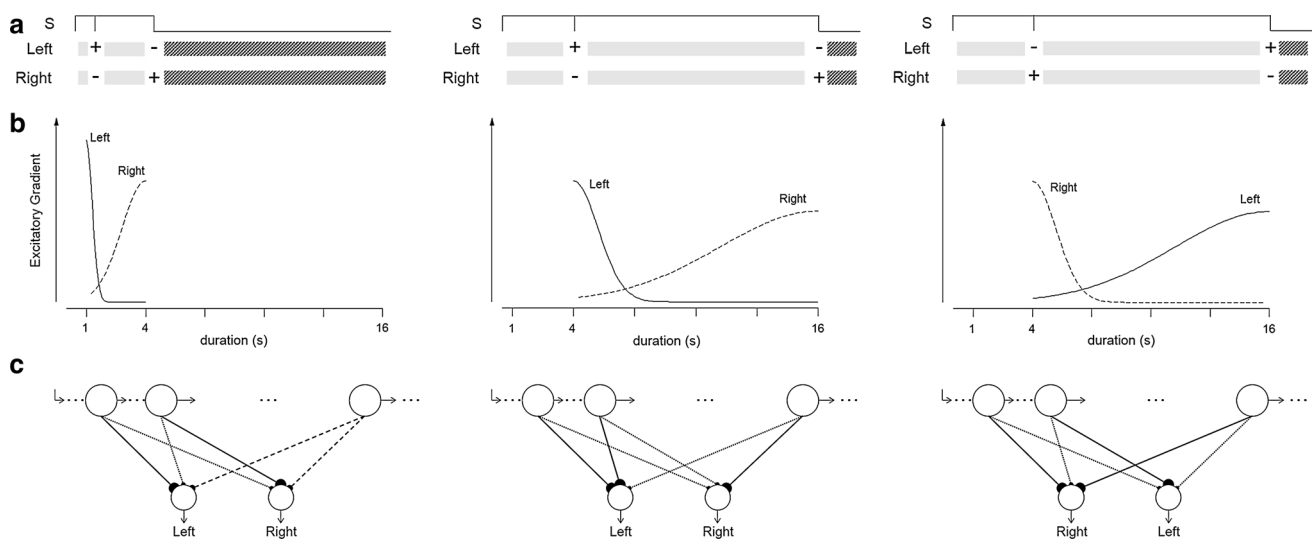 a
S S S
Left + - Left + - Left - +
Right - + Right - + Right + -
b
Excitatory Gradient
Left Right
Left Right
Right Left
1 4 16 1 4 16 1 4 16
duration (s) duration (s) duration (s)
c
... ... ... ... ... ... ... ... ... ... ... ...
Left Right Left Right Right Left